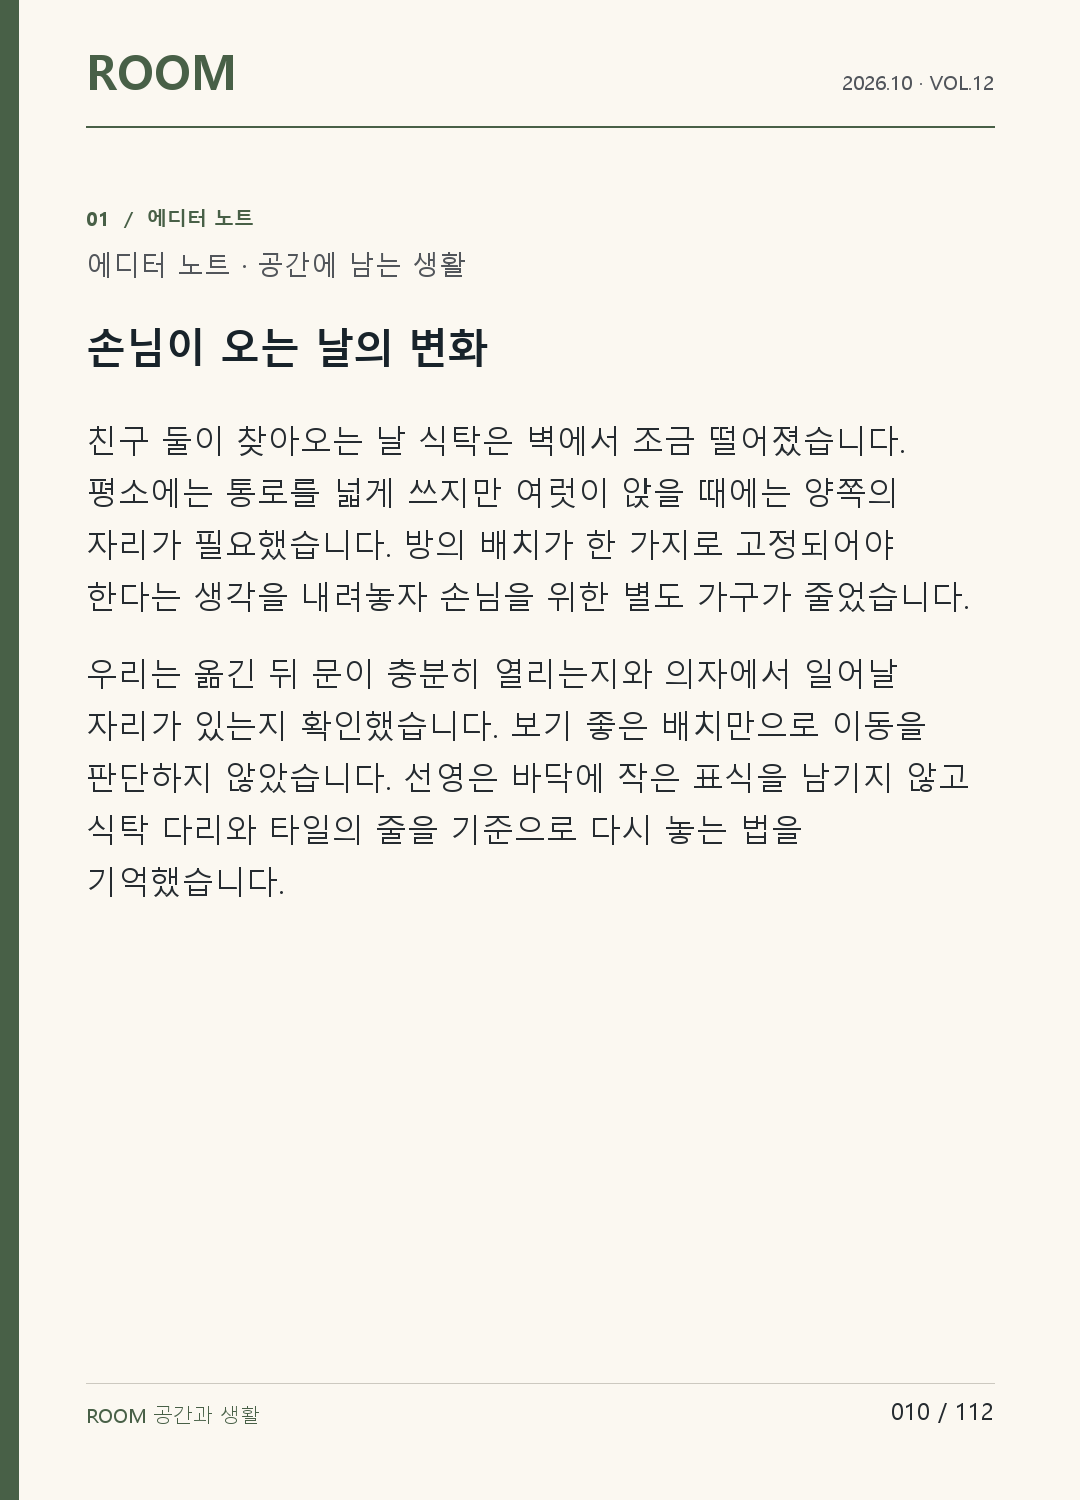 ROOM
2026.10 · VOL.12
01 / 에디터 노트
에디터 노트 · 공간에 남는 생활
손님이 오는 날의 변화
친구 둘이 찾아오는 날 식탁은 벽에서 조금 떨어졌습니다.
평소에는 통로를 넓게 쓰지만 여럿이 앉을 때에는 양쪽의
자리가 필요했습니다. 방의 배치가 한 가지로 고정되어야
한다는 생각을 내려놓자 손님을 위한 별도 가구가 줄었습니다.
우리는 옮긴 뒤 문이 충분히 열리는지와 의자에서 일어날
자리가 있는지 확인했습니다. 보기 좋은 배치만으로 이동을
판단하지 않았습니다. 선영은 바닥에 작은 표식을 남기지 않고
식탁 다리와 타일의 줄을 기준으로 다시 놓는 법을
기억했습니다.
ROOM 공간과 생활
010 / 112